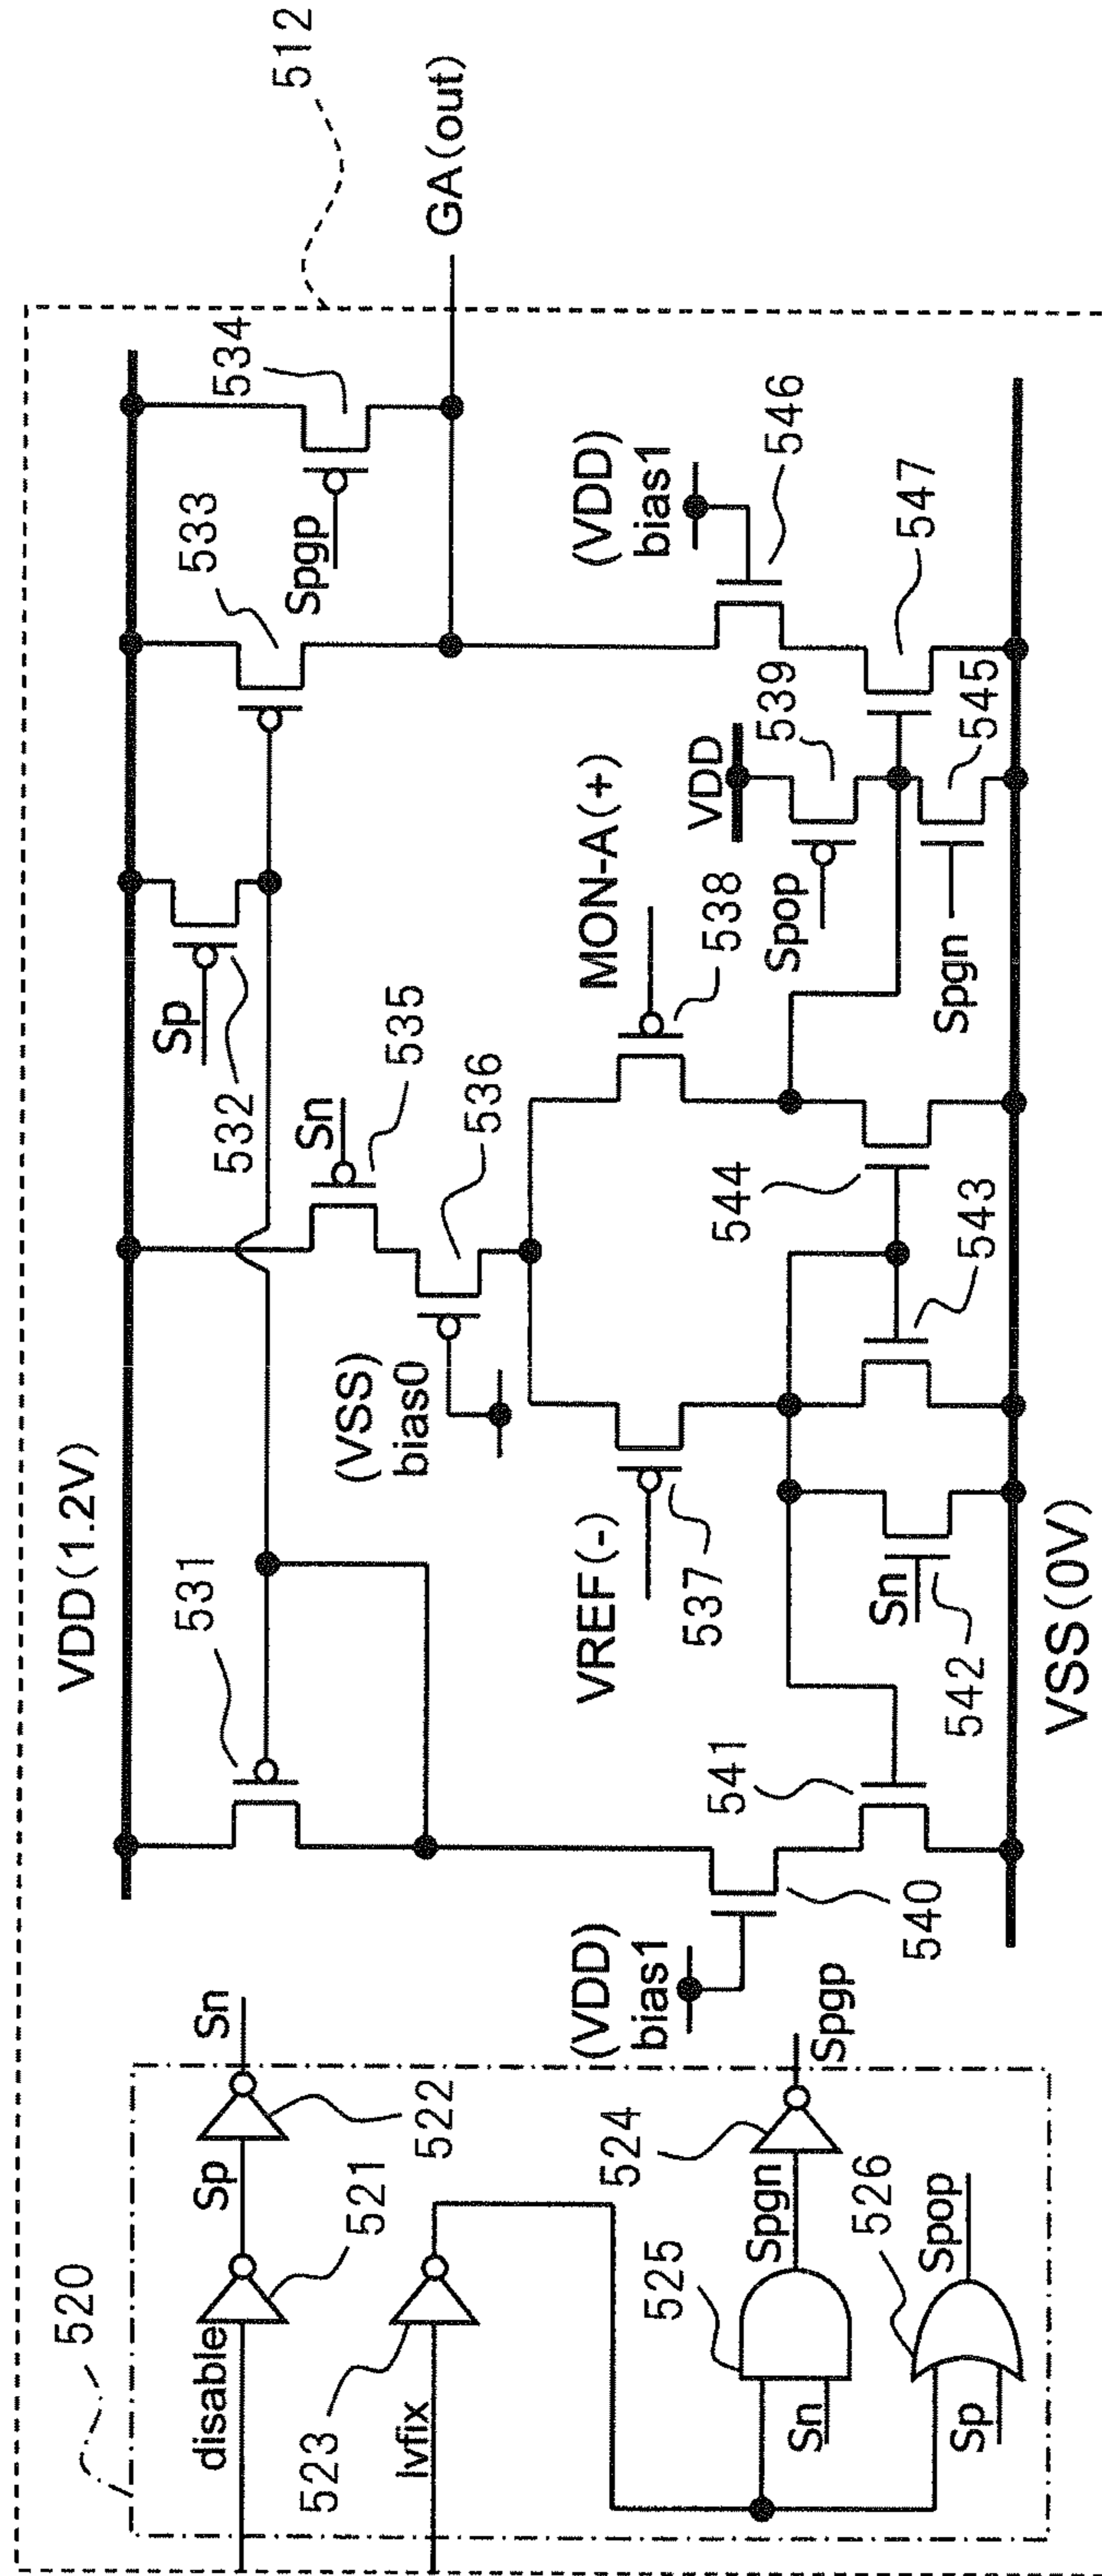 520
disable
Sp
Sn
521
522
lvfix
523
524
525
Spgn
Spgp
Sn
526
Spop
Sp
VDD(1.2V)
531
Sp
532
533
534
Spgp
512
GA(out)
Sn
535
536
(VSS)
bias0
VREF(-)
537
MON-A(+)
538
VDD
539
Spop
Spgn
545
(VDD)
bias1
546
547
(VDD)
bias1
540
541
Sn
542
543
544
VSS(0V)